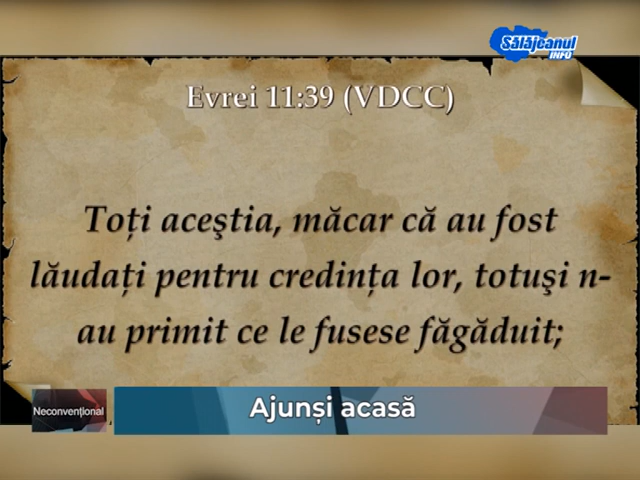 Sălăjeanul
INFO
Evrei 11:39 (VDCC)
Toţi aceştia, măcar că au fost
lăudaţi pentru credinţa lor, totuşi n-
au primit ce le fusese făgăduit;
Neconvențional
Ajunși acasă